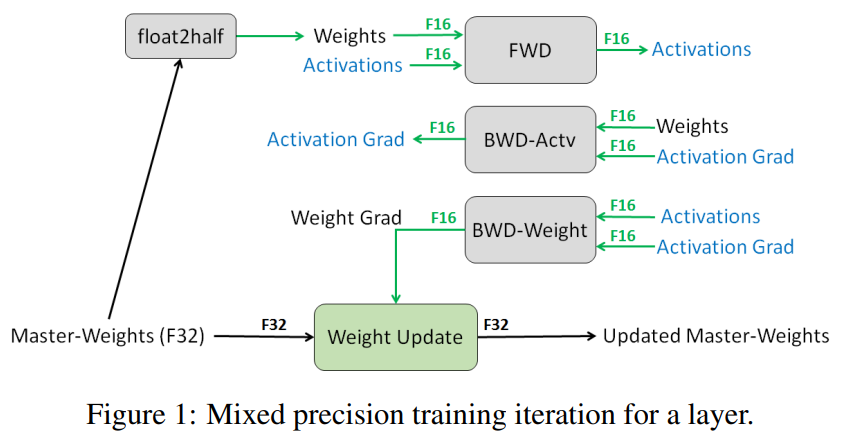 float2half
Weights
F16
Activations
F16
FWD
F16
Activations
Activation Grad
F16
BWD-Actv
F16
Weights
F16
Activation Grad
Weight Grad
F16
BWD-Weight
F16
Activations
F16
Activation Grad
Master-Weights (F32)
F32
Weight Update
F32
Updated Master-Weights
Figure 1: Mixed precision training iteration for a layer.